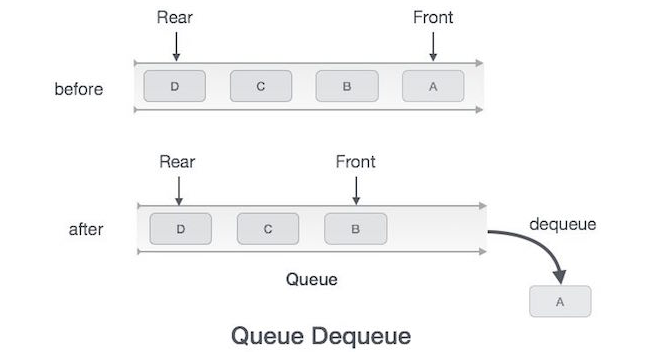 Rear Front
before
D C B A
Rear Front
after
D C B
dequeue
A
Queue
Queue Dequeue